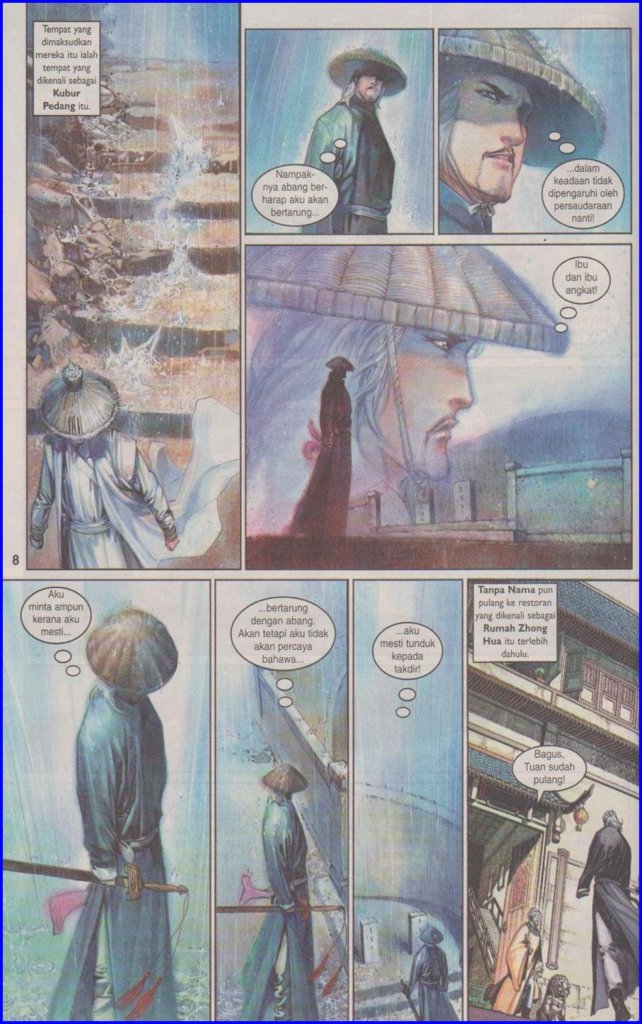 Tempat yang
dimaksudkan
mereka itu ialah
tempat yang
dikenali sebagai
Kubur
Pedang itu.
Nampak-
nya abang ber-
harap aku akan
bertarung...
...dalam
keadaan tidak
dipengaruhi oleh
persaudaraan
nanti!
Ibu
dan ibu
angkat!
8
Aku
minta ampun
kerana aku
mesti...
...bertarung
dengan abang.
Akan tetapi aku tidak
akan percaya
bahawa...
...aku
mesti tunduk
kepada
takdir!
Tanpa Nama pun
pulang ke restoran
yang dikenali sebagai
Rumah Zhong
Hua itu terlebih
dahulu.
Bagus,
Tuan sudah
pulang!